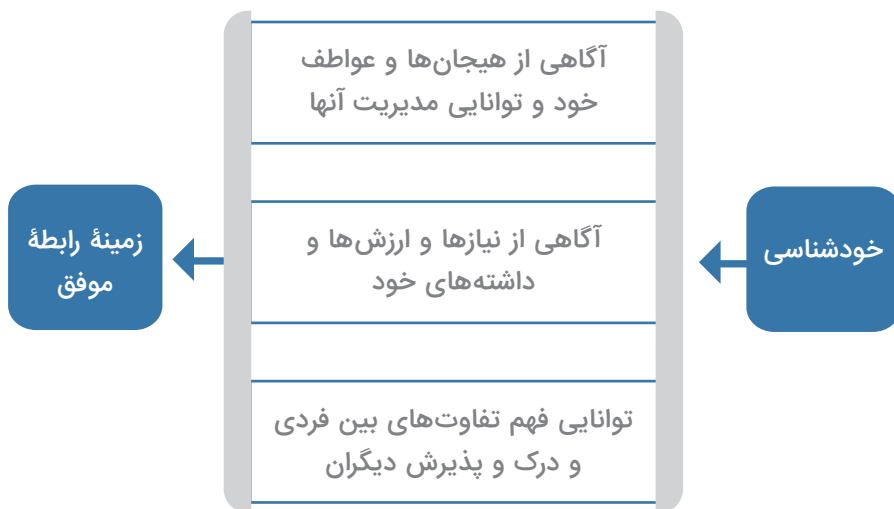 خودشناسی
آگاهی از هیجان‌ها و عواطف
خود و توانایی مدیریت آنها
آگاهی از نیازها و ارزش‌ها و
داشته‌های خود
توانایی فهم تفاوت‌های بین فردی
و درک و پذیرش دیگران
زمینهٔ رابطهٔ
موفق